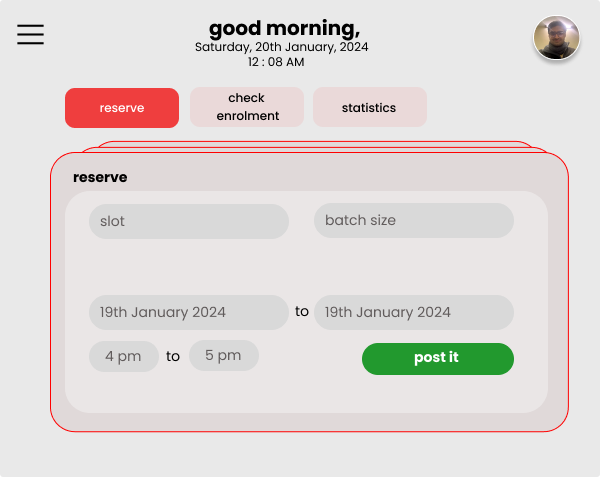 good morning,
Saturday, 20th January, 2024
12 : 08 AM
reserve
check
enrolment
statistics
reserve
slot
batch size
19th January 2024 to 19th January 2024
4 pm to 5 pm
post it